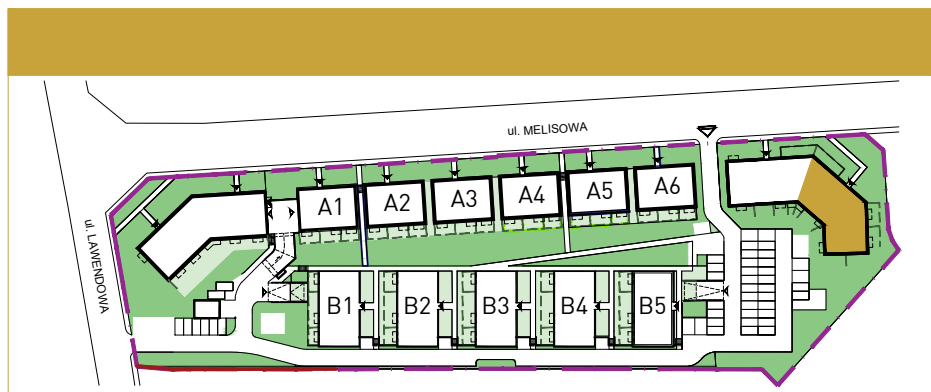 ul. MELISOWA
ul. LAWENDOWA
A1
A2
A3
A4
A5
A6
B1
B2
B3
B4
B5